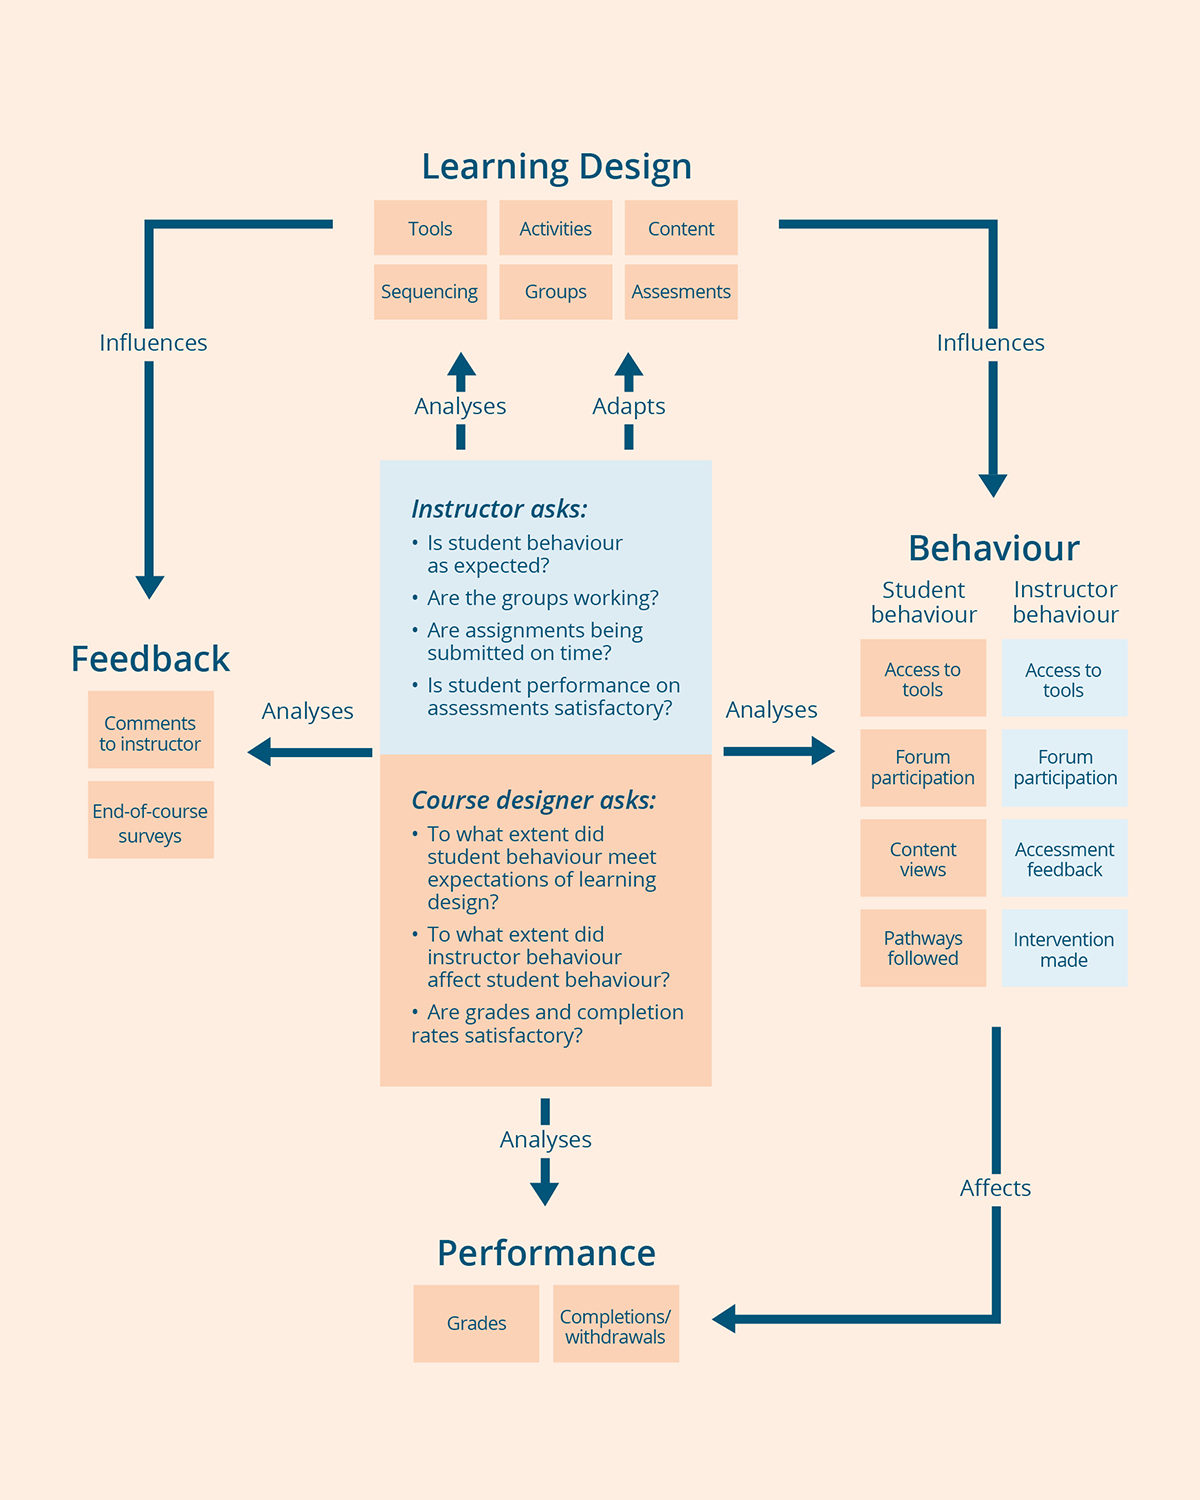 Learning Design
Tools
Activities
Content
Sequencing
Groups
Assesments
Influences
Influences
Analyses
Adapts
Instructor asks:
• Is student behaviour
as expected?
• Are the groups working?
• Are assignments being
submitted on time?
• Is student performance on
assessments satisfactory?
Course designer asks:
• To what extent did
student behaviour meet
expectations of learning
design?
• To what extent did
instructor behaviour
affect student behaviour?
• Are grades and completion
rates satisfactory?
Feedback
Comments
to instructor
End-of-course
surveys
Analyses
Analyses
Behaviour
Student
behaviour
Instructor
behaviour
Access to
tools
Access to
tools
Forum
participation
Forum
participation
Content
views
Accessment
feedback
Pathways
followed
Intervention
made
Analyses
Affects
Performance
Grades
Completions/
withdrawals